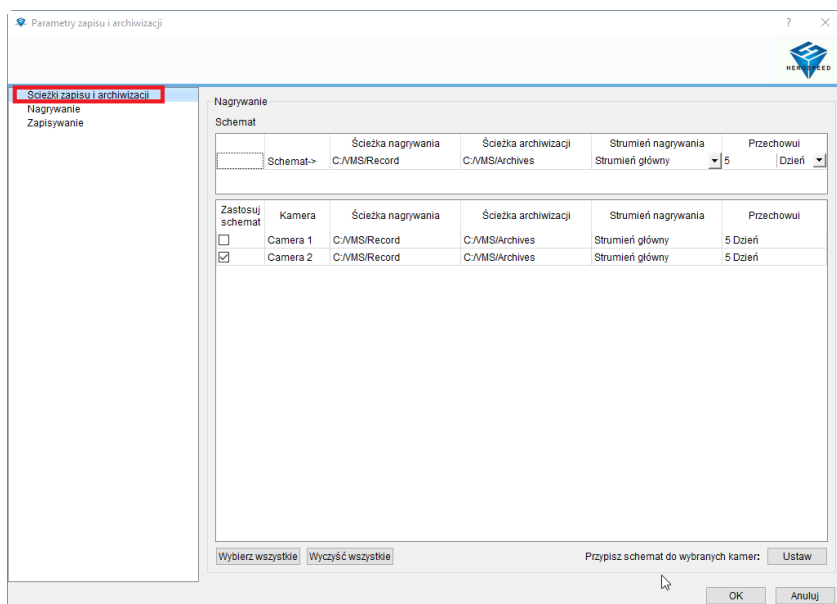 Parametry zapisu i archiwizacji
?
HEROSPEED
Ścieżki zapisu i archiwizacji
Nagrywanie
Zapisywanie
Nagrywanie
Schemat
Ścieżka nagrywania Ścieżka archiwizacji Strumień nagrywania Przechowui
Schemat-> C:/VMS/Record C:/VMS/Archives Strumień główny 5 Dzień
Zastosuj schemat Kamera Ścieżka nagrywania Ścieżka archiwizacji Strumień nagrywania Przechowui
Camera 1 C:/VMS/Record C:/VMS/Archives Strumień główny 5 Dzień
Camera 2 C:/VMS/Record C:/VMS/Archives Strumień główny 5 Dzień
Wybierz wszystkie Wyczyść wszystkie Przypisz schemat do wybranych kamer: Ustaw
OK Anuluj